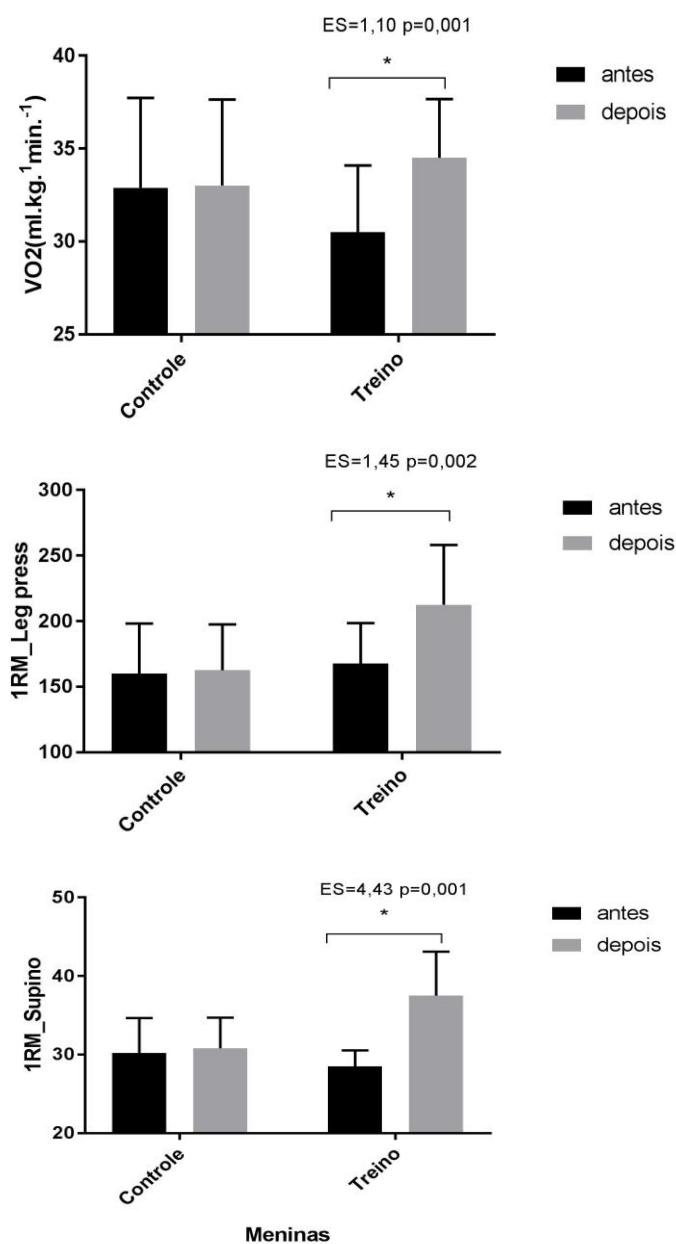 ES=1,10 p=0,001
*
antes
depois
VO2(ml.kg.¹min.⁻¹)
40
35
30
25
Controle
Treino
ES=1,45 p=0,002
*
antes
depois
1RM_Leg press
300
250
200
150
100
Controle
Treino
ES=4,43 p=0,001
*
antes
depois
1RM_Supino
50
40
30
20
Controle
Treino
Meninas